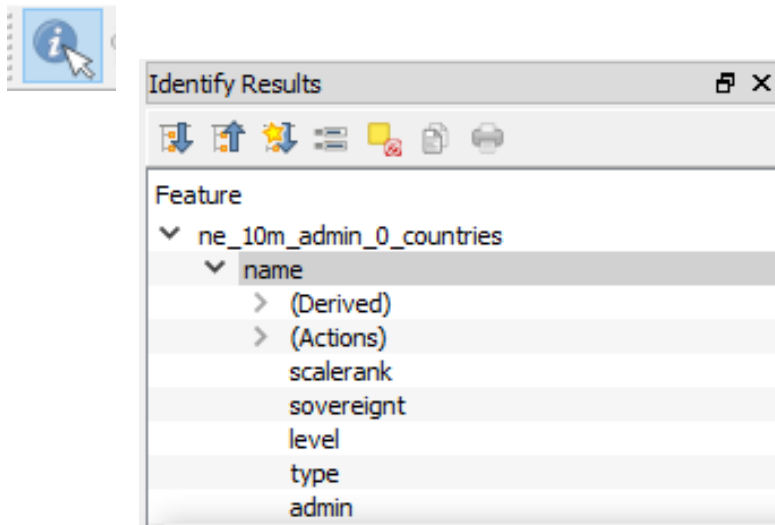 Identify Results
Feature
ne_10m_admin_0_countries
name
(Derived)
(Actions)
scalerank
sovereignt
level
type
admin